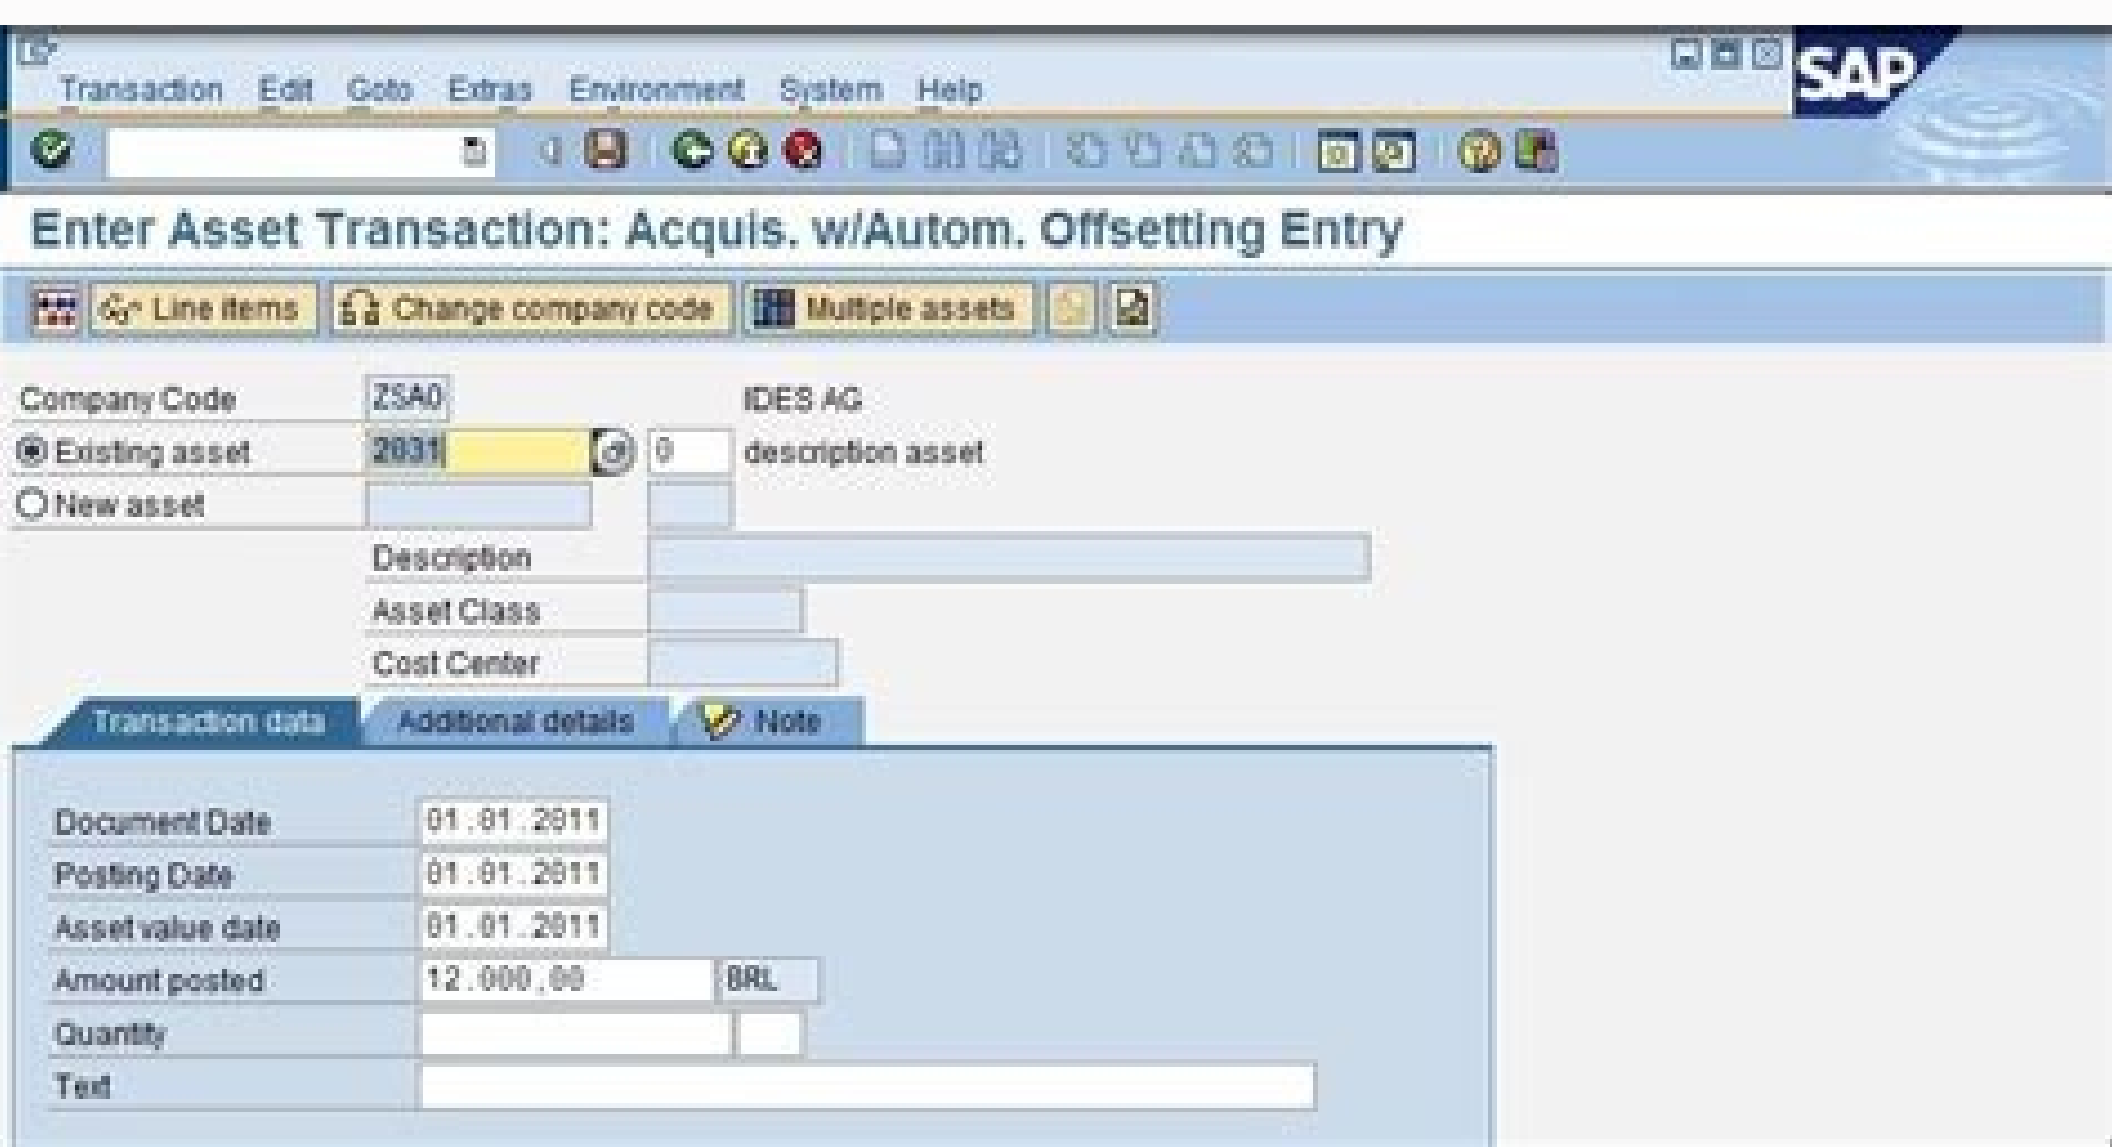 SAP
Transaction Edit Goto Extras Environment System Help
Enter Asset Transaction: Acquis. w/Autom. Offsetting Entry
Line items Change company code Multiple assets
Company Code ZSA0 IDES AG
Existing asset 2031 0 description asset
New asset
Description
Asset Class
Cost Center
Transaction data Additional details Note
Document Date 01.01.2011
Posting Date 01.01.2011
Asset value date 01.01.2011
Amount posted 12.000,00 BRL
Quantity
Text